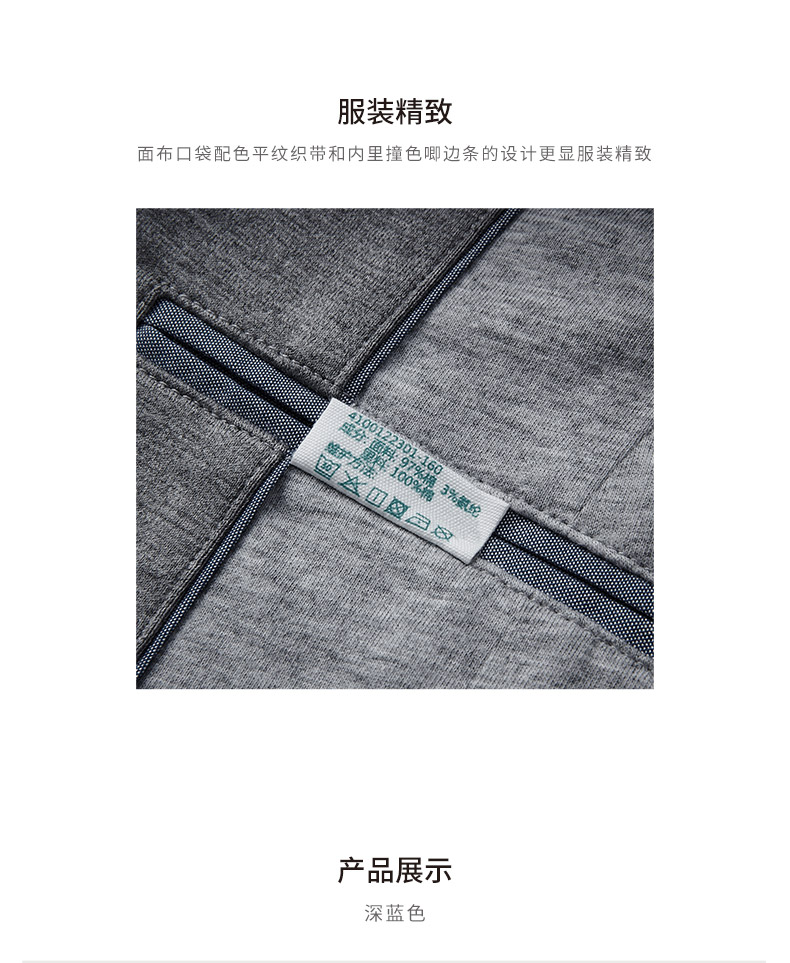 服装精致
面布口袋配色平纹织带和内里撞色唧边条的设计更显服装精致
4100122301 160
成分: 面料: 97%棉 3%氨纶
里料: 100%棉
维护方法:
30
产品展示
深蓝色